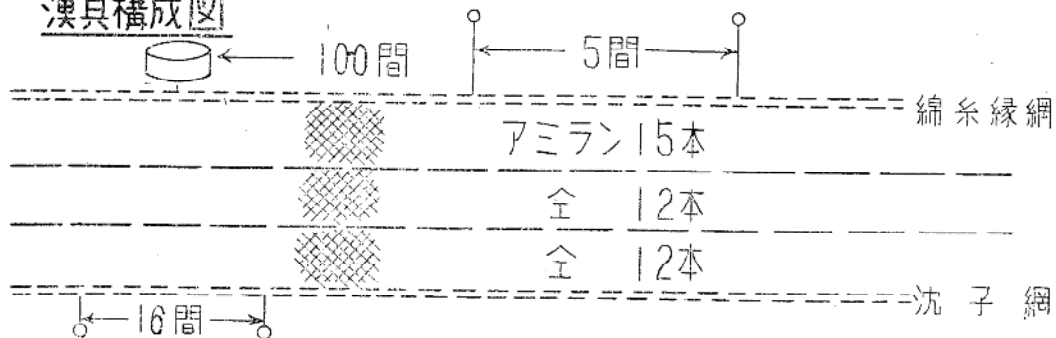 漁具構成図
100間
5間
綿糸縁網
アミラン15本
仝 12本
仝 12本
沈子網
16間